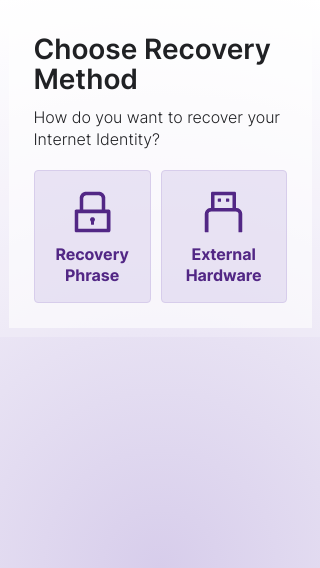 Choose Recovery
Method
How do you want to recover your
Internet Identity?
Recovery
Phrase
External
Hardware